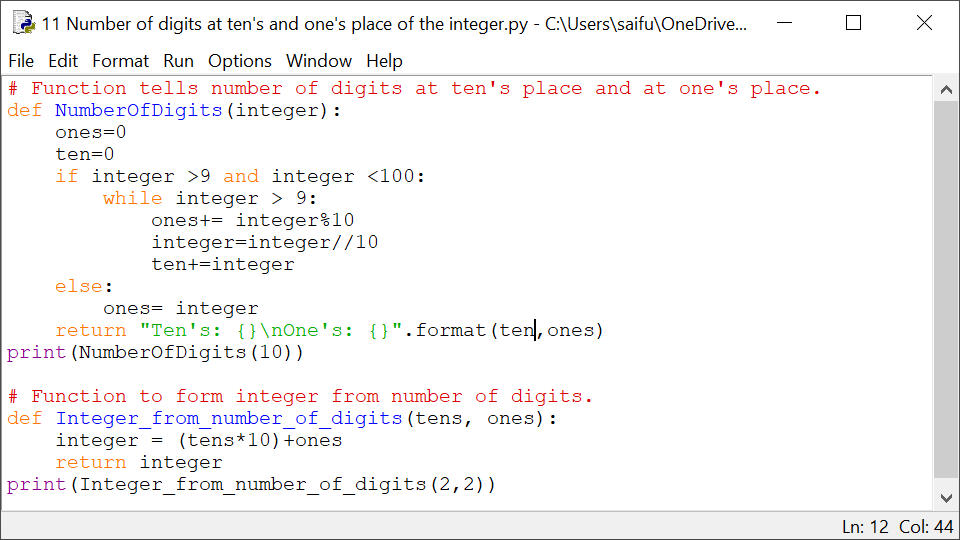 11 Number of digits at ten's and one's place of the integer.py - C:\Users\saifu\OneDrive...
File Edit Format Run Options Window Help
# Function tells number of digits at ten's place and at one's place.
def NumberOfDigits(integer):
    ones=0
    ten=0
    if integer >9 and integer <100:
        while integer > 9:
            ones+= integer%10
            integer=integer//10
            ten+=integer
    else:
        ones= integer
    return "Ten's: {}\nOne's: {}".format(ten,ones)
print(NumberOfDigits(10))

# Function to form integer from number of digits.
def Integer_from_number_of_digits(tens, ones):
    integer = (tens*10)+ones
    return integer
print(Integer_from_number_of_digits(2,2))
Ln: 12 Col: 44